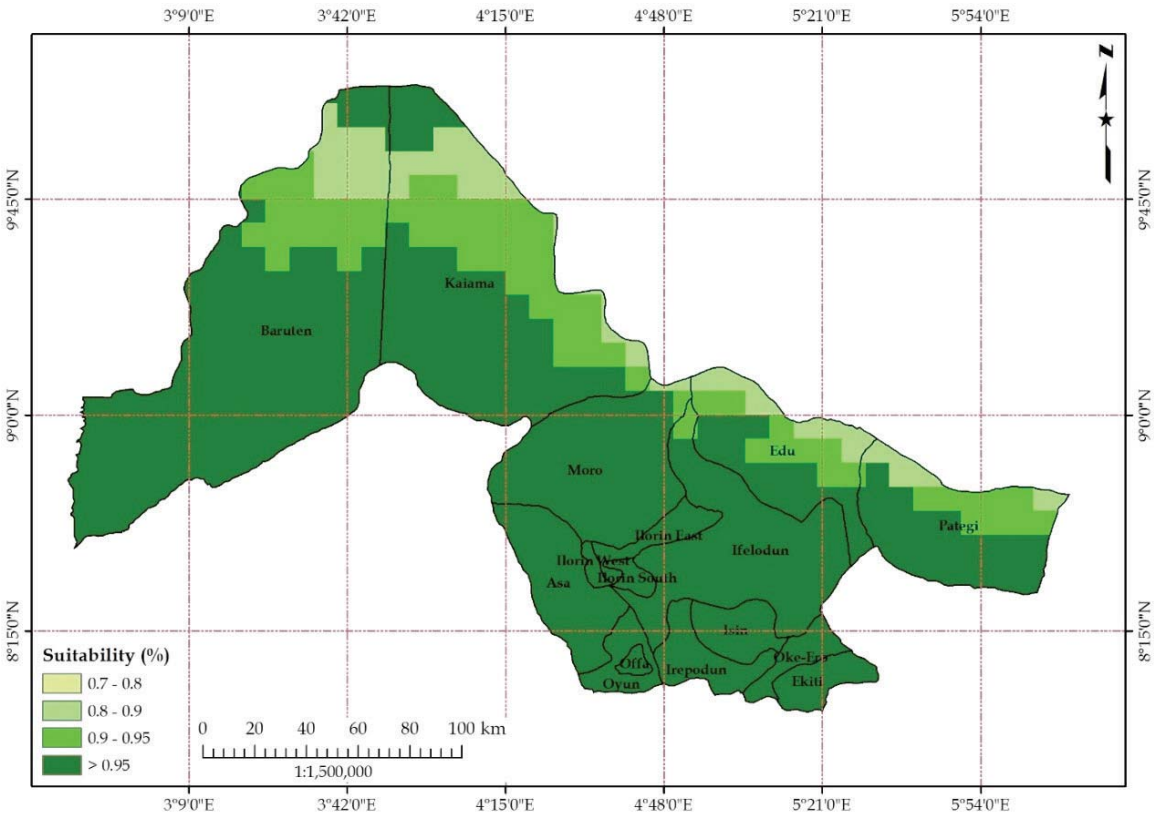 3°9'0"E 3°42'0"E 4°15'0"E 4°48'0"E 5°21'0"E 5°54'0"E
N
9°45'0"N 9°45'0"N
Kaiama
Baruten
9°0'0"N 9°0'0"N
Edu
Moro
Pategi
Ilorin East
Ifelodun
Ilorin West
Ilorin South
Asa
8°15'0"N 8°15'0"N
Isin
Oke-Ero
Offa
Irepodun
Ekiti
Oyun
Suitability (%)
0.7 - 0.8
0.8 - 0.9
0.9 - 0.95
> 0.95
0 20 40 60 80 100 km
1:1,500,000
3°9'0"E 3°42'0"E 4°15'0"E 4°48'0"E 5°21'0"E 5°54'0"E